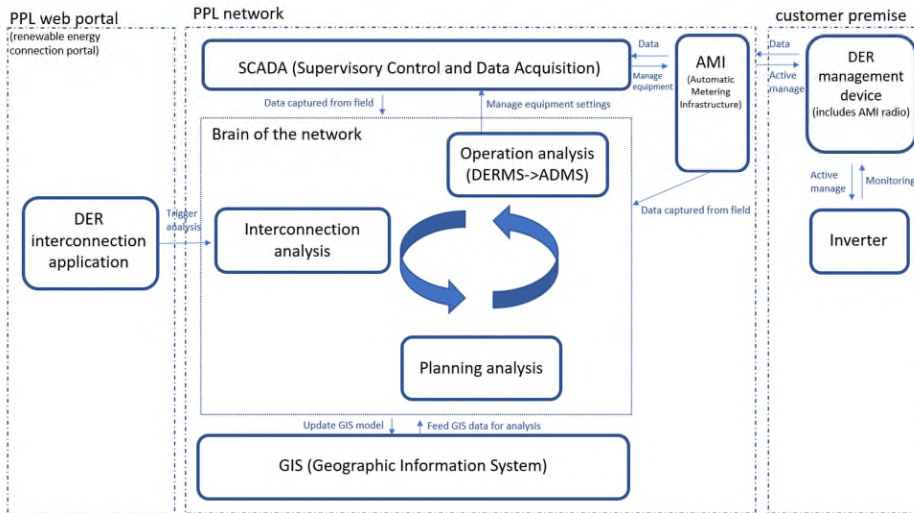 PPL web portal
(renewable energy
connection portal)
PPL network
customer premise
SCADA (Supervisory Control and Data Acquisition)
Data
Manage
equipment
AMI
(Automatic
Metering
Infrastructure)
Data
Active
manage
DER
management
device
(includes AMI radio)
Data captured from field
Manage equipment settings
Brain of the network
Operation analysis
(DERMS->ADMS)
Active
manage
Monitoring
Data captured from field
DER
interconnection
application
Trigger
analysis
Interconnection
analysis
Inverter
Planning analysis
Update GIS model
Feed GIS data for analysis
GIS (Geographic Information System)